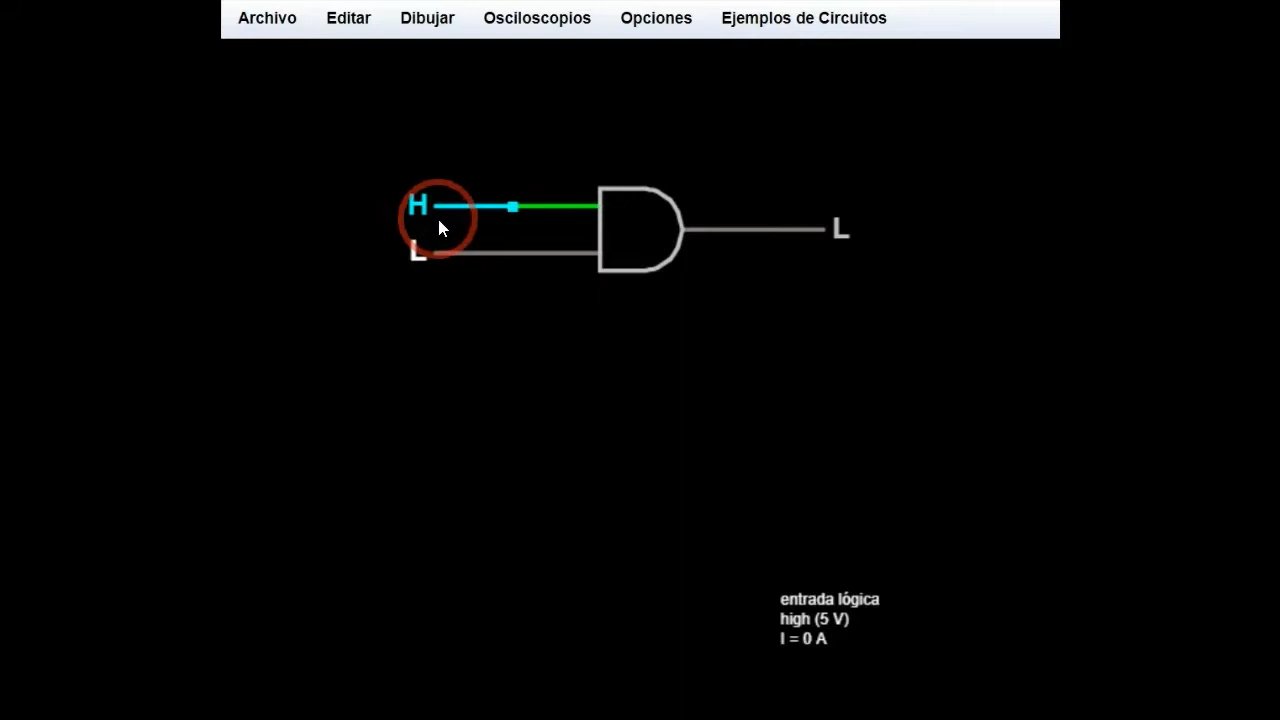 Archivo Editar Dibujar Osciloscopios Opciones Ejemplos de Circuitos
H
L
L
entrada lógica
high (5 V)
I = 0 A